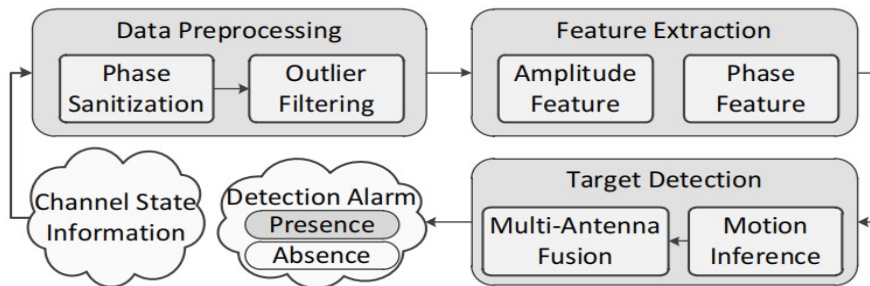 Data Preprocessing
Phase
Sanitization
Outlier
Filtering
Feature Extraction
Amplitude
Feature
Phase
Feature
Channel State
Information
Detection Alarm
Presence
Absence
Target Detection
Multi-Antenna
Fusion
Motion
Inference